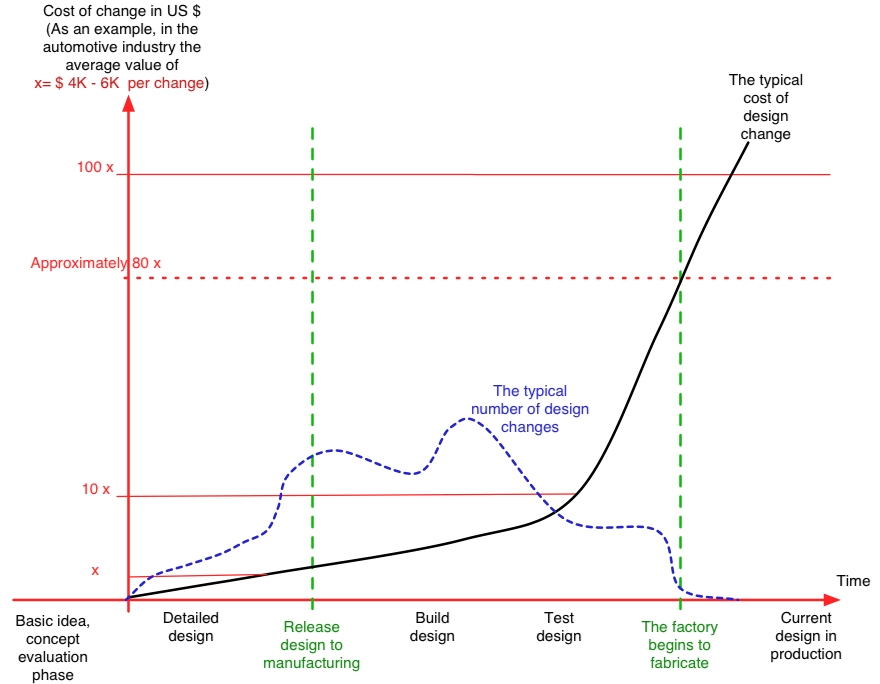 Cost of change in US $
(As an example, in the
automotive industry the
average value of
x= $ 4K - 6K  per change)
The typical
cost of
design
change
100 x
Approximately 80 x
The typical
number of design
changes
10 x
x
Time
Basic idea,
concept
evaluation
phase
Detailed
design
Release
design to
manufacturing
Build
design
Test
design
The factory
begins to
fabricate
Current
design in
production